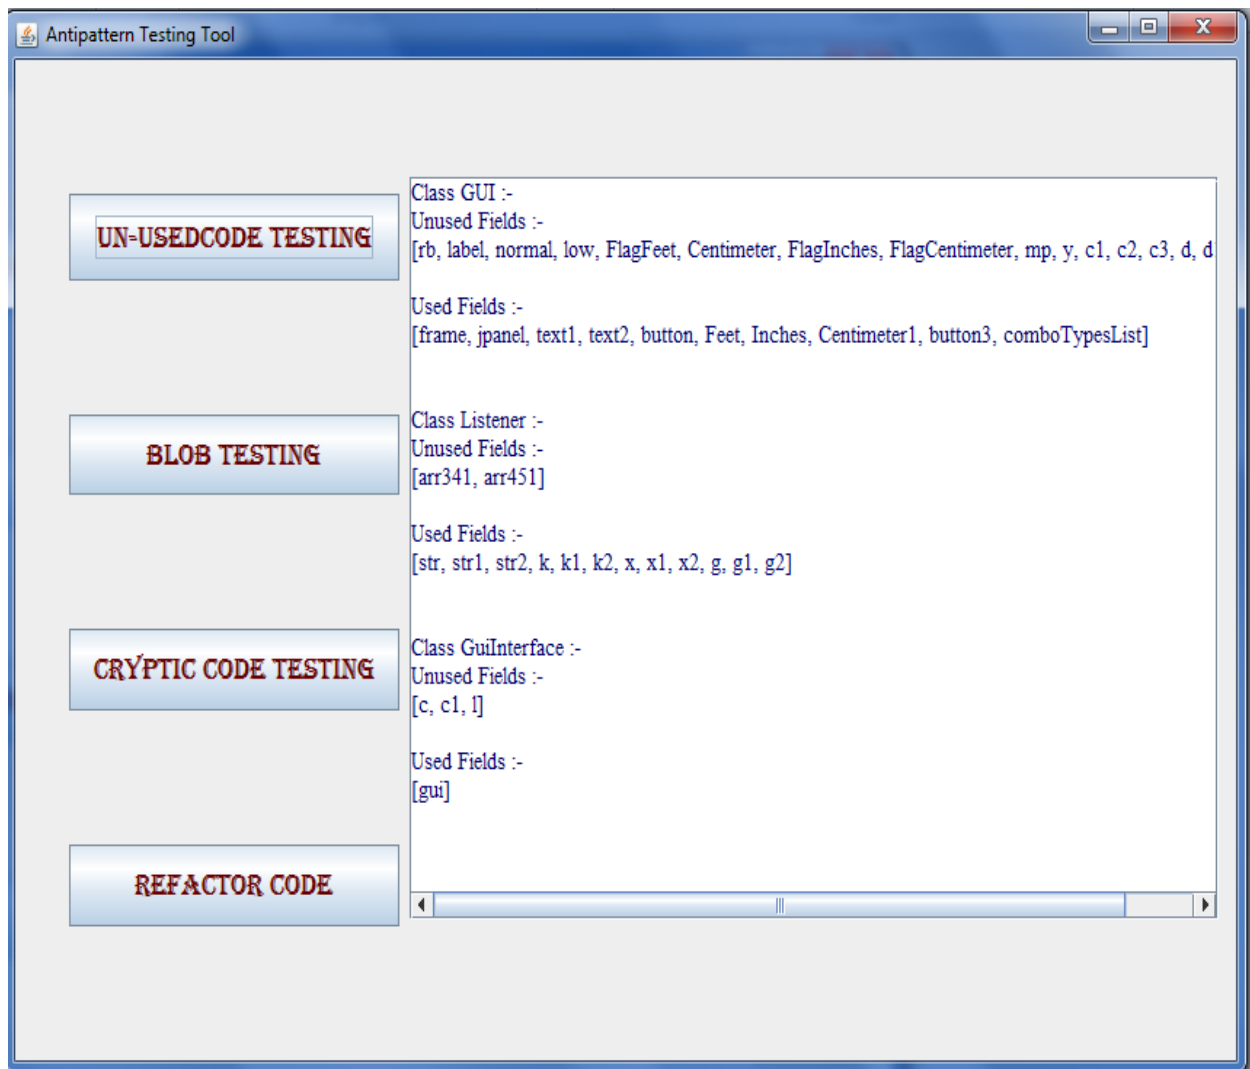 Antipattern Testing Tool
UN-USEDCODE TESTING
BLOB TESTING
CRYPTIC CODE TESTING
REFACTOR CODE
Class GUI :-
Unused Fields :-
[rb, label, normal, low, FlagFeet, Centimeter, FlagInches, FlagCentimeter, mp, y, c1, c2, c3, d, d
Used Fields :-
[frame, jpanel, text1, text2, button, Feet, Inches, Centimeter1, button3, comboTypesList]
Class Listener :-
Unused Fields :-
[arr341, arr451]
Used Fields :-
[str, str1, str2, k, k1, k2, x, x1, x2, g, g1, g2]
Class GuiInterface :-
Unused Fields :-
[c, c1, l]
Used Fields :-
[gui]